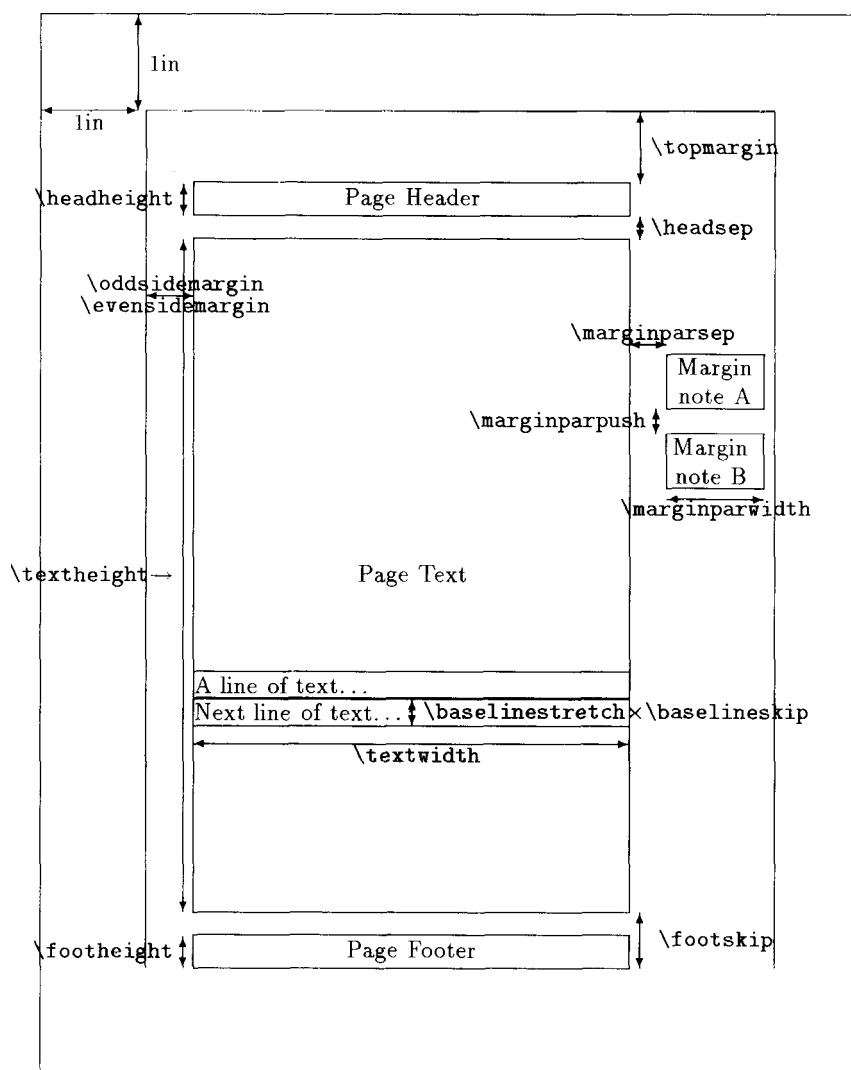 1in
1in
\topmargin
\headheight
Page Header
\headsep
\oddsidemargin
\evensidemargin
\marginparsep
Margin
note A
\marginparpush
Margin
note B
\marginparwidth
\textheight→
Page Text
A line of text...
Next line of text... \baselinestretch×\baselineskip
\textwidth
\footheight
Page Footer
\footskip